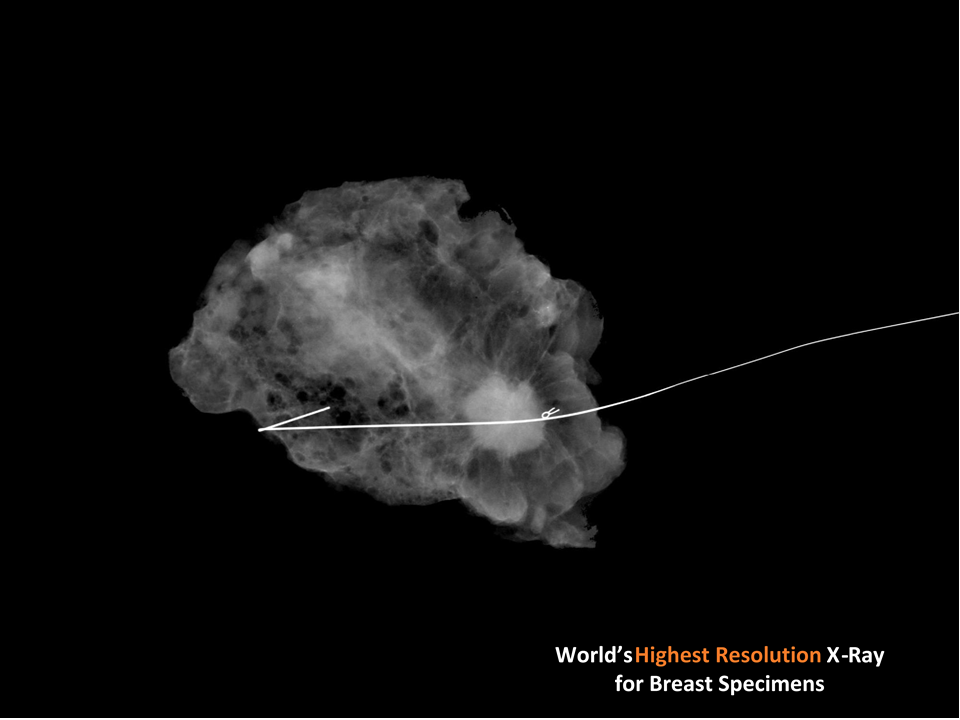 World's Highest Resolution X-Ray
for Breast Specimens